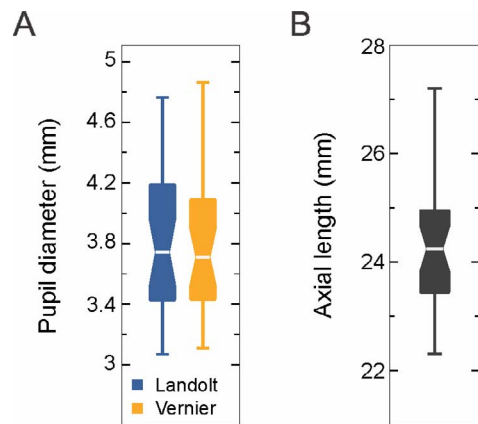 A
Pupil diameter (mm)
5
4.6
4.2
3.8
3.4
3
Landolt
Vernier
B
Axial length (mm)
28
26
24
22